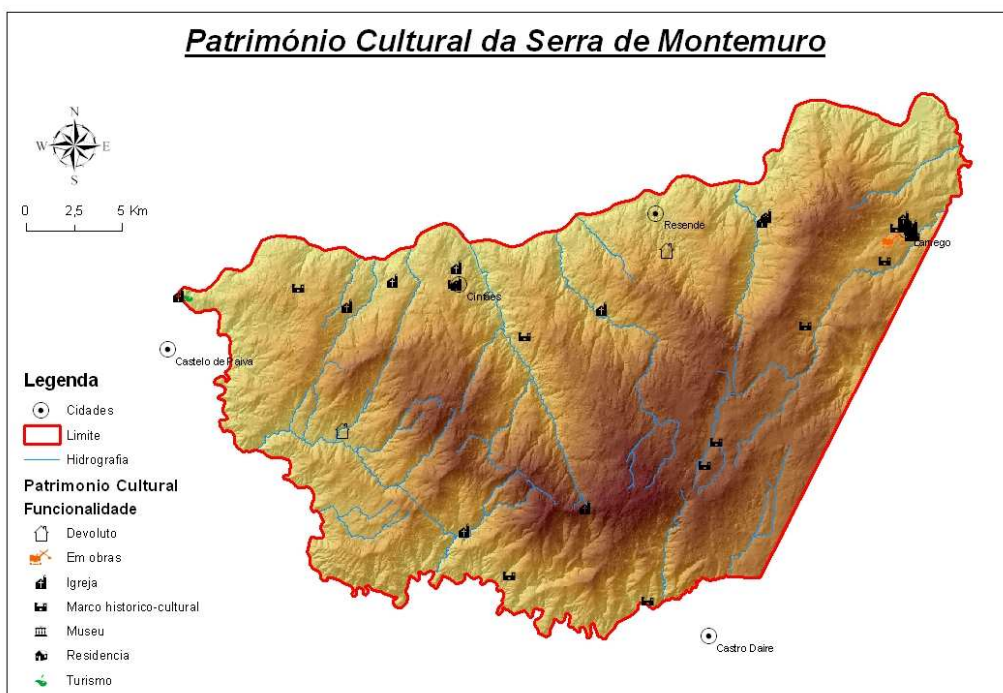 Património Cultural da Serra de Montemuro
N
W E
S
0 2,5 5 Km
Resende
Lamego
Cinfães
Castelo de Paiva
Castro Daire
Legenda
Cidades
Limite
Hidrografia
Patrimonio Cultural
Funcionalidade
Devoluto
Em obras
Igreja
Marco historico-cultural
Museu
Residencia
Turismo